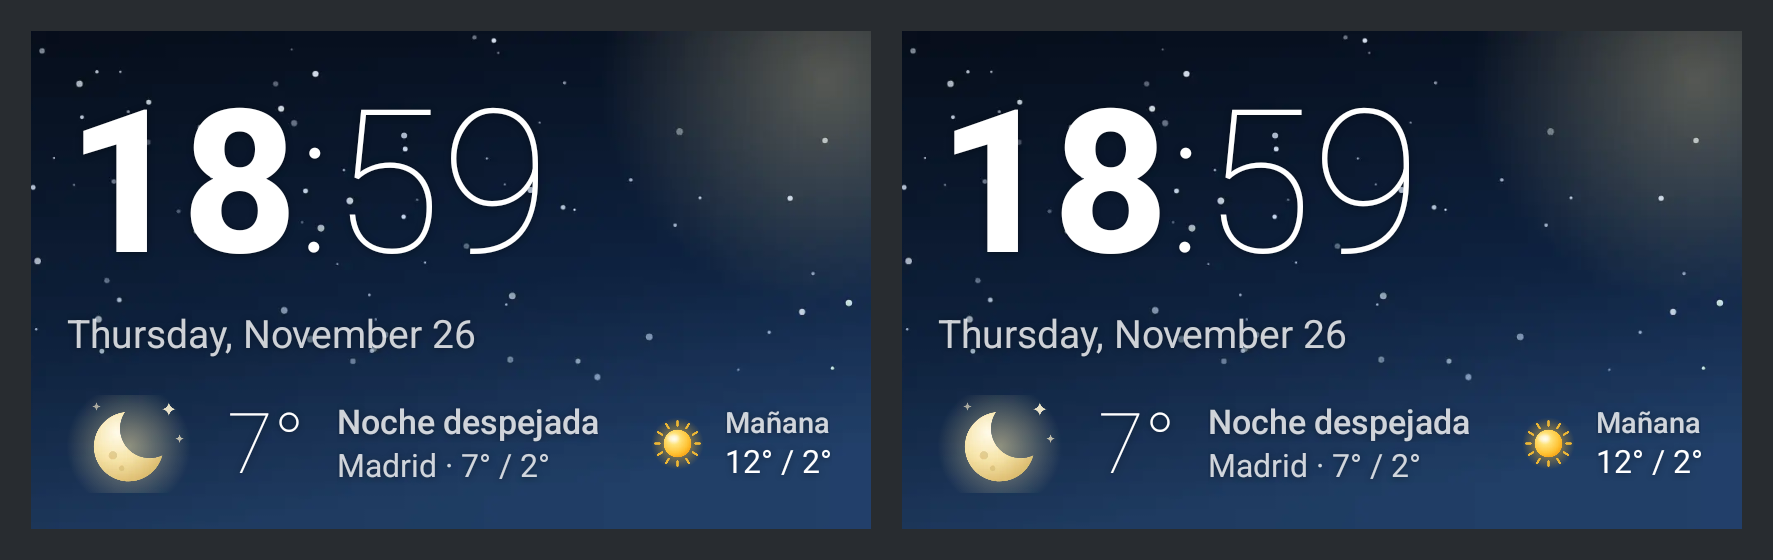 18:59
Thursday, November 26
7° Noche despejada Mañana
Madrid · 7° / 2° 12° / 2°
18:59
Thursday, November 26
7° Noche despejada Mañana
Madrid · 7° / 2° 12° / 2°